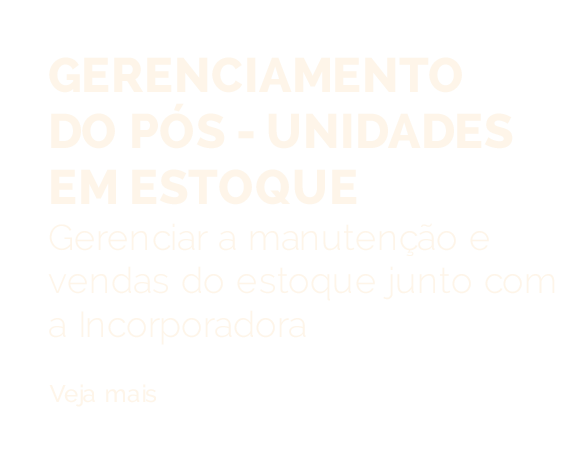 GERENCIAMENTO
DO PÓS - UNIDADES
EM ESTOQUE
Gerenciar a manutenção e
vendas do estoque junto com
a Incorporadora
Veja mais